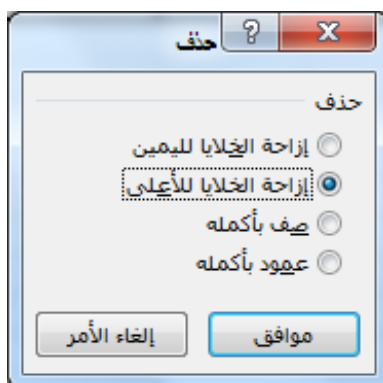 حذف
حذف
إزاحة الخلايا لليمين
إزاحة الخلايا للأعلى
صف بأكمله
عمود بأكمله
موافق
إلغاء الأمر